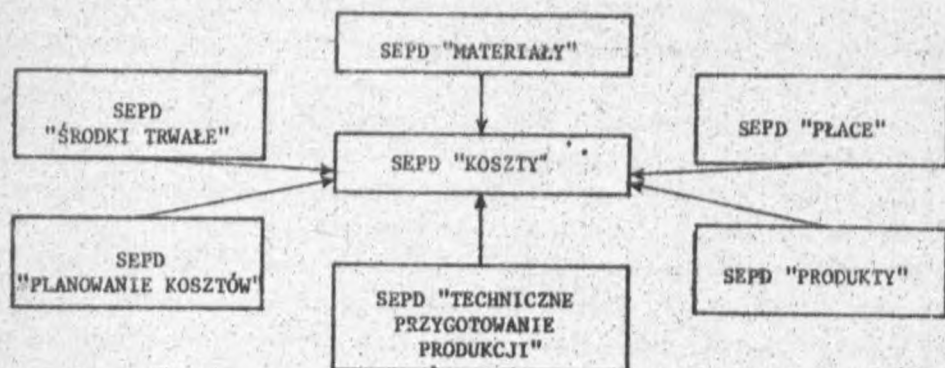 SEPD "MATERIAŁY"
SEPD
"ŚRODKI TRWAŁE"
SEPD "PŁACE"
SEPD "KOSZTY"
SEPD
"PLANOWANIE KOSZTÓW"
SEPD "PRODUKTY"
SEPD "TECHNICZNE
PRZYGOTOWANIE
PRODUKCJI"